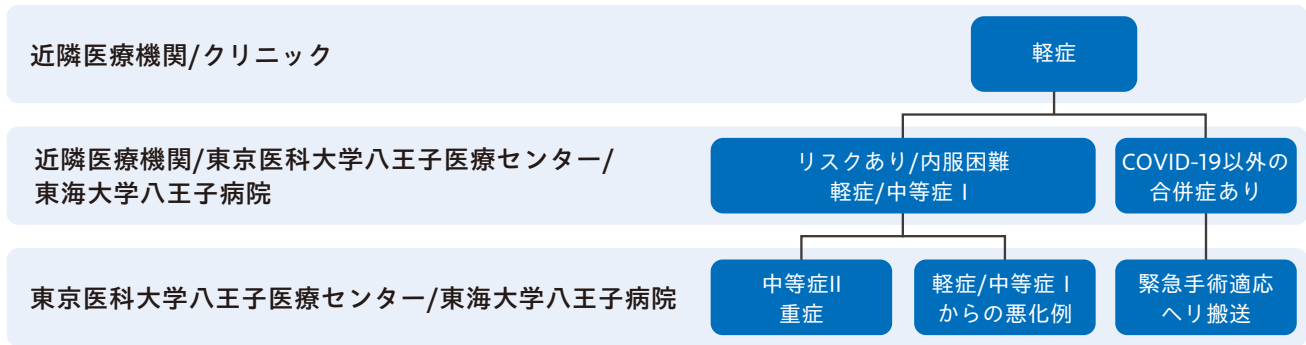 近隣医療機関/クリニック
軽症
近隣医療機関/東京医科大学八王子医療センター/
東海大学八王子病院
リスクあり/内服困難
軽症/中等症Ⅰ
COVID-19以外の
合併症あり
東京医科大学八王子医療センター/東海大学八王子病院
中等症II
重症
軽症/中等症Ⅰ
からの悪化例
緊急手術適応
ヘリ搬送